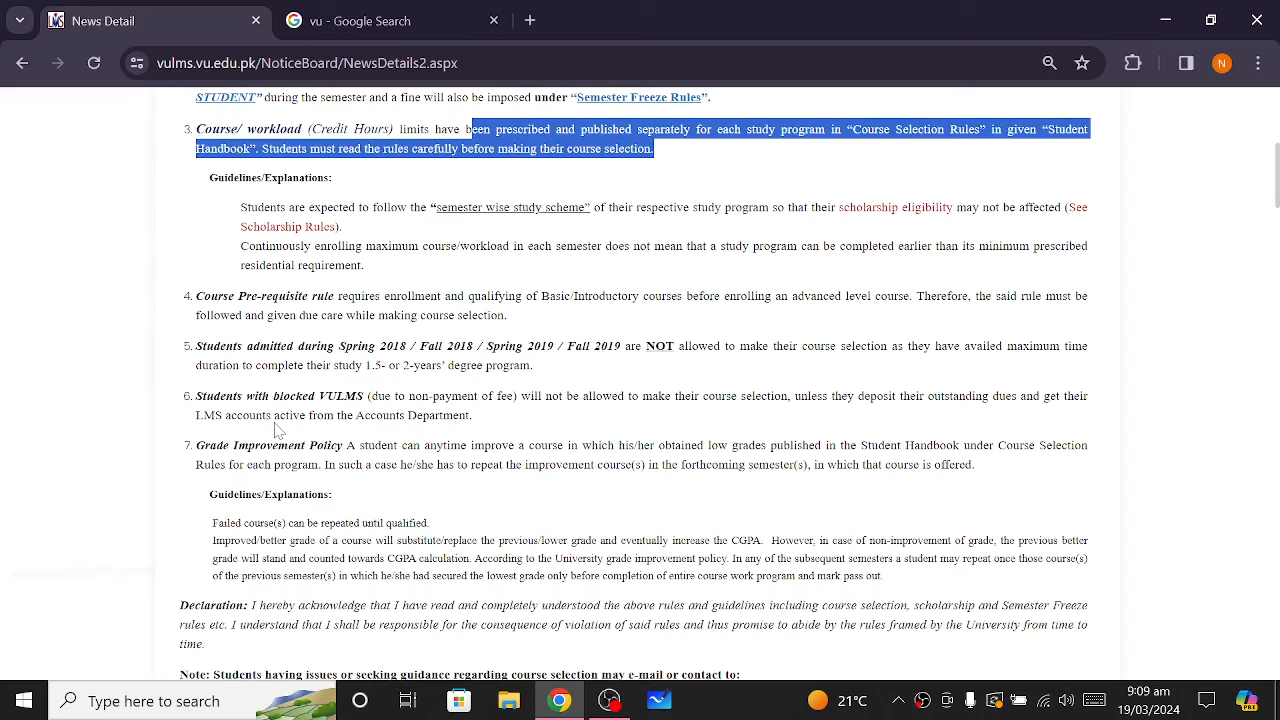 News Detail
vu - Google Search
vulms.vu.edu.pk/NoticeBoard/NewsDetails2.aspx
N
STUDENT” during the semester and a fine will also be imposed under “Semester Freeze Rules”.
3. Course/ workload (Credit Hours) limits have been prescribed and published separately for each study program in “Course Selection Rules” in given “Student
Handbook”. Students must read the rules carefully before making their course selection.
Guidelines/Explanations:
Students are expected to follow the “semester wise study scheme” of their respective study program so that their scholarship eligibility may not be affected (See
Scholarship Rules).
Continuously enrolling maximum course/workload in each semester does not mean that a study program can be completed earlier than its minimum prescribed
residential requirement.
4. Course Pre-requisite rule requires enrollment and qualifying of Basic/Introductory courses before enrolling an advanced level course. Therefore, the said rule must be
followed and given due care while making course selection.
5. Students admitted during Spring 2018 / Fall 2018 / Spring 2019 / Fall 2019 are NOT allowed to make their course selection as they have availed maximum time
duration to complete their study 1.5- or 2-years’ degree program.
6. Students with blocked VULMS (due to non-payment of fee) will not be allowed to make their course selection, unless they deposit their outstanding dues and get their
LMS accounts active from the Accounts Department.
7. Grade Improvement Policy A student can anytime improve a course in which his/her obtained low grades published in the Student Handbook under Course Selection
Rules for each program. In such a case he/she has to repeat the improvement course(s) in the forthcoming semester(s), in which that course is offered.
Guidelines/Explanations:
Failed course(s) can be repeated until qualified.
Improved/better grade of a course will substitute/replace the previous/lower grade and eventually increase the CGPA. However, in case of non-improvement of grade, the previous better
grade will stand and counted towards CGPA calculation. According to the University grade improvement policy. In any of the subsequent semesters a student may repeat once those course(s)
of the previous semester(s) in which he/she had secured the lowest grade only before completion of entire course work program and mark pass out.
Declaration: I hereby acknowledge that I have read and completely understood the above rules and guidelines including course selection, scholarship and Semester Freeze
rules etc. I understand that I shall be responsible for the consequence of violation of said rules and thus promise to abide by the rules framed by the University from time to
time.
Note: Students having issues or seeking guidance regarding course selection may e-mail or contact to:
Type here to search
21°C
9:09 am
19/03/2024
PRE